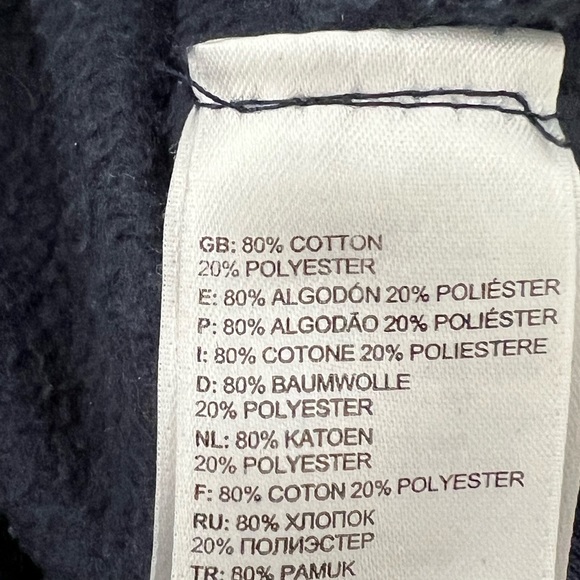 GB: 80% COTTON
20% POLYESTER
E: 80% ALGODÓN 20% POLIÉSTER
P: 80% ALGODÃO 20% POLIÉSTER
I: 80% COTONE 20% POLIESTERE
D: 80% BAUMWOLLE
20% POLYESTER
NL: 80% KATOEN
20% POLYESTER
F: 80% COTON 20% POLYESTER
RU: 80% ХЛОПОК
20% ПОЛИЭСТЕР
TR: 80% PAMUK